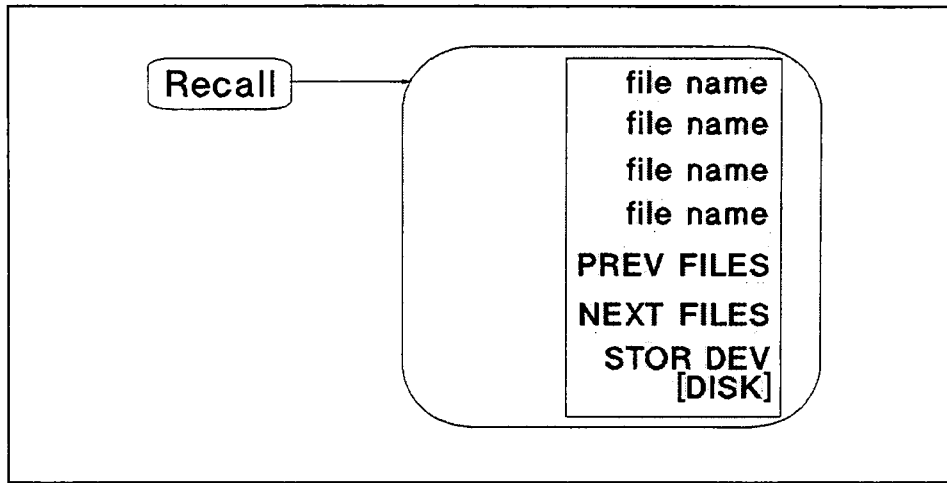 Recall
file name
file name
file name
file name
PREV FILES
NEXT FILES
STOR DEV
[DISK]